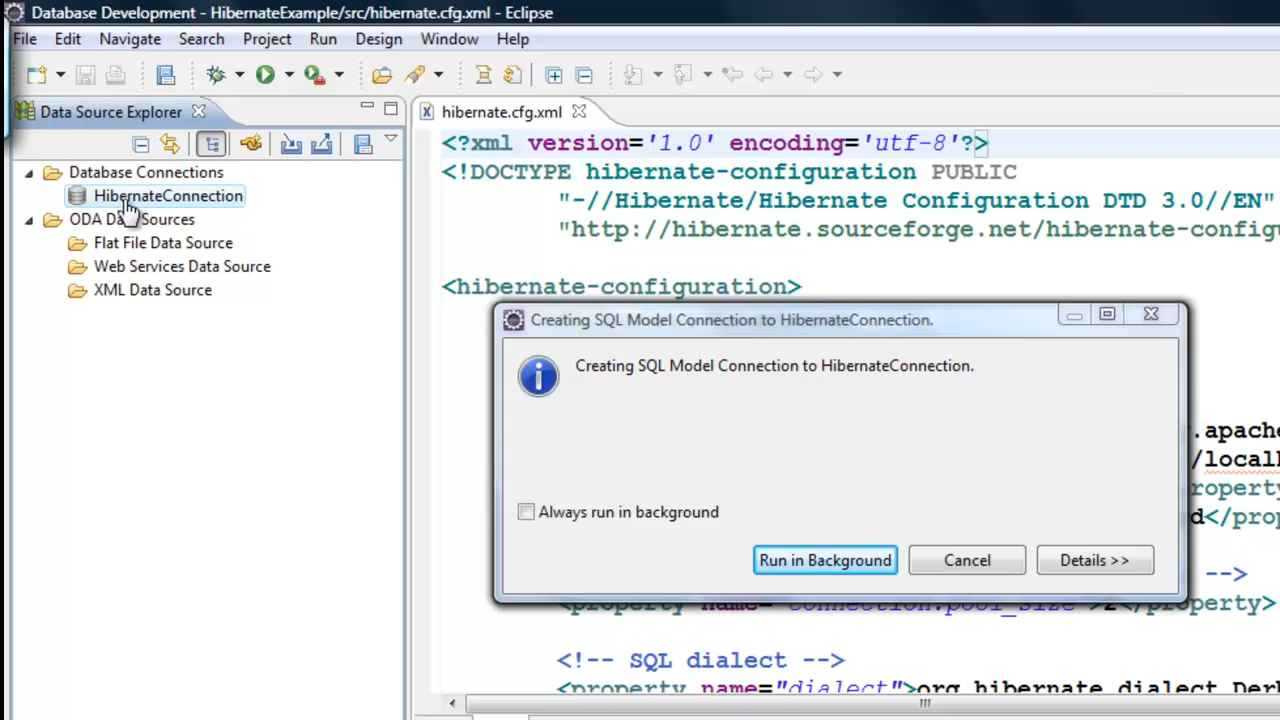 Database Development - HibernateExample/src/hibernate.cfg.xml - Eclipse
File Edit Navigate Search Project Run Design Window Help
Data Source Explorer
hibernate.cfg.xml
Database Connections
HibernateConnection
ODA Data Sources
Flat File Data Source
Web Services Data Source
XML Data Source
<?xml version='1.0' encoding='utf-8'?>
<!DOCTYPE hibernate-configuration PUBLIC
"-//Hibernate/Hibernate Configuration DTD 3.0//EN"
"http://hibernate.sourceforge.net/hibernate-config
<hibernate-configuration>
Creating SQL Model Connection to HibernateConnection.
Creating SQL Model Connection to HibernateConnection.
.apache
/local
roperty
d</prop
Always run in background
Run in Background Cancel Details >>
-->
<property name="connection.pool_size">2</property>
<!-- SQL dialect -->
<property name="dialect">org.hibernate.dialect.Der